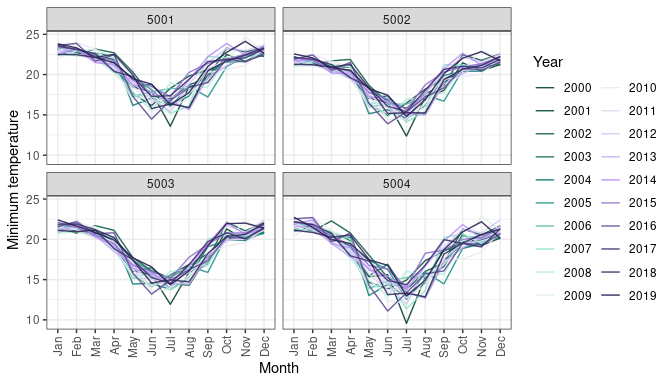 5001
5002
25
20
15
10
5003
5004
25
20
15
10
Minimum temperature
Jan
Feb
Mar
Apr
May
Jun
Jul
Aug
Sep
Oct
Nov
Dec
Jan
Feb
Mar
Apr
May
Jun
Jul
Aug
Sep
Oct
Nov
Dec
Month
Year
2000
2001
2002
2003
2004
2005
2006
2007
2008
2009
2010
2011
2012
2013
2014
2015
2016
2017
2018
2019